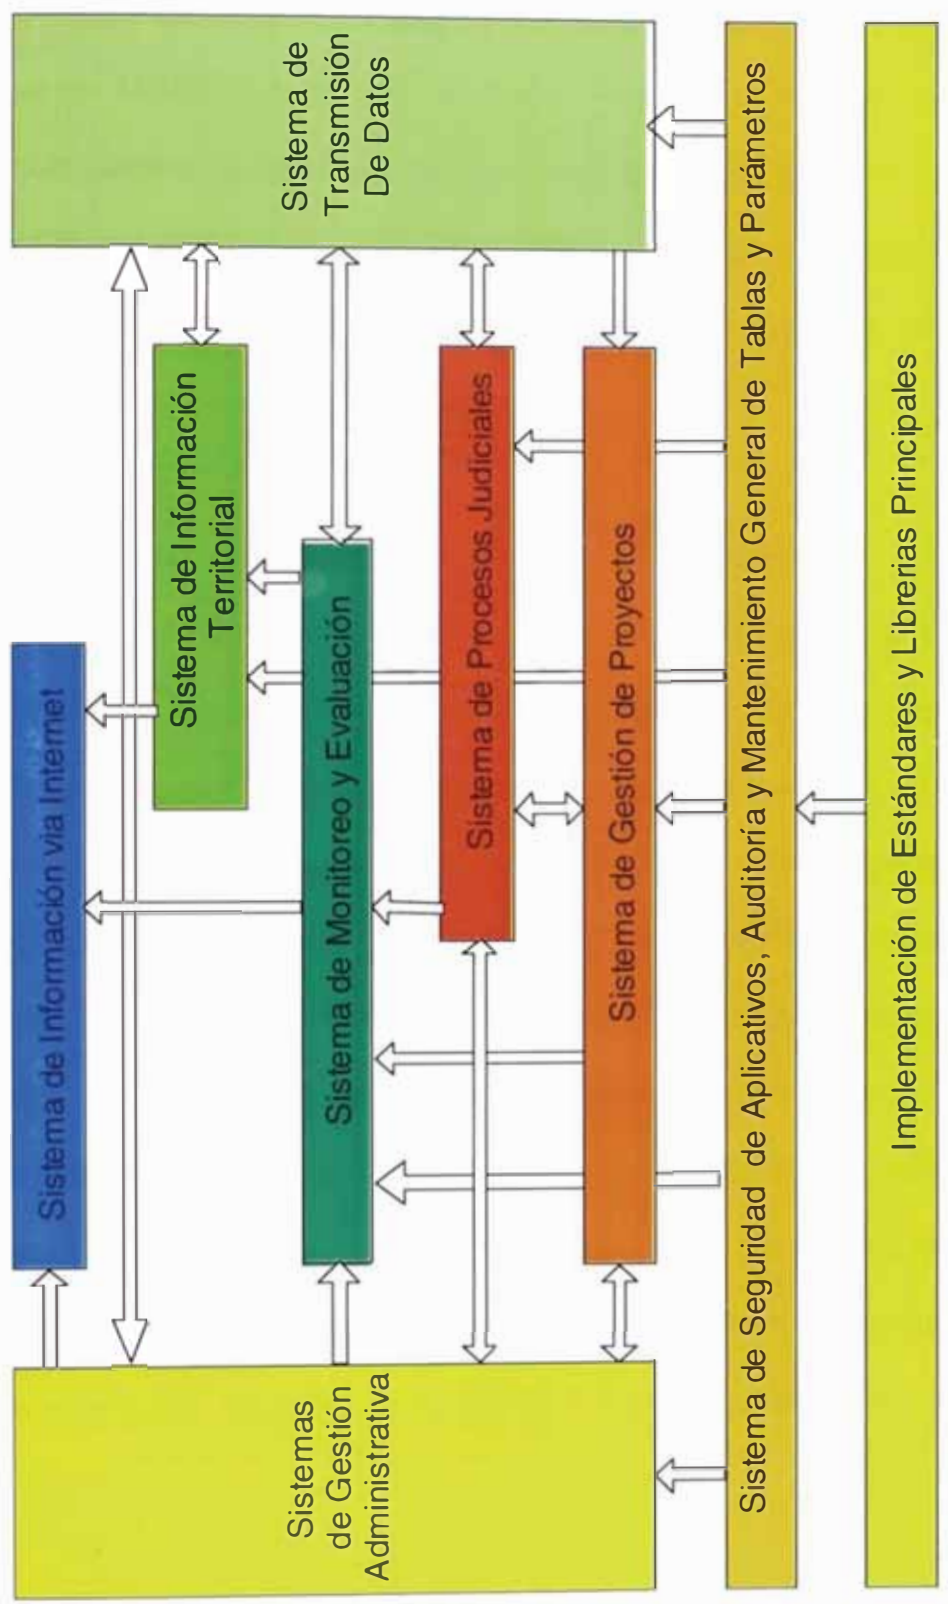 Sistema de Información via Internet
Sistema de Información
Territorial
Sistema de
Transmisión
De Datos
Sistemas
de Gestión
Administrativa
Sistema de Monitoreo y Evaluación
Sistema de Procesos Judiciales
Sistema de Gestión de Proyectos
Sistema de Seguridad de Aplicativos, Auditoría y Mantenimiento General de Tablas y Parámetros
Implementación de Estándares y Librerias Principales